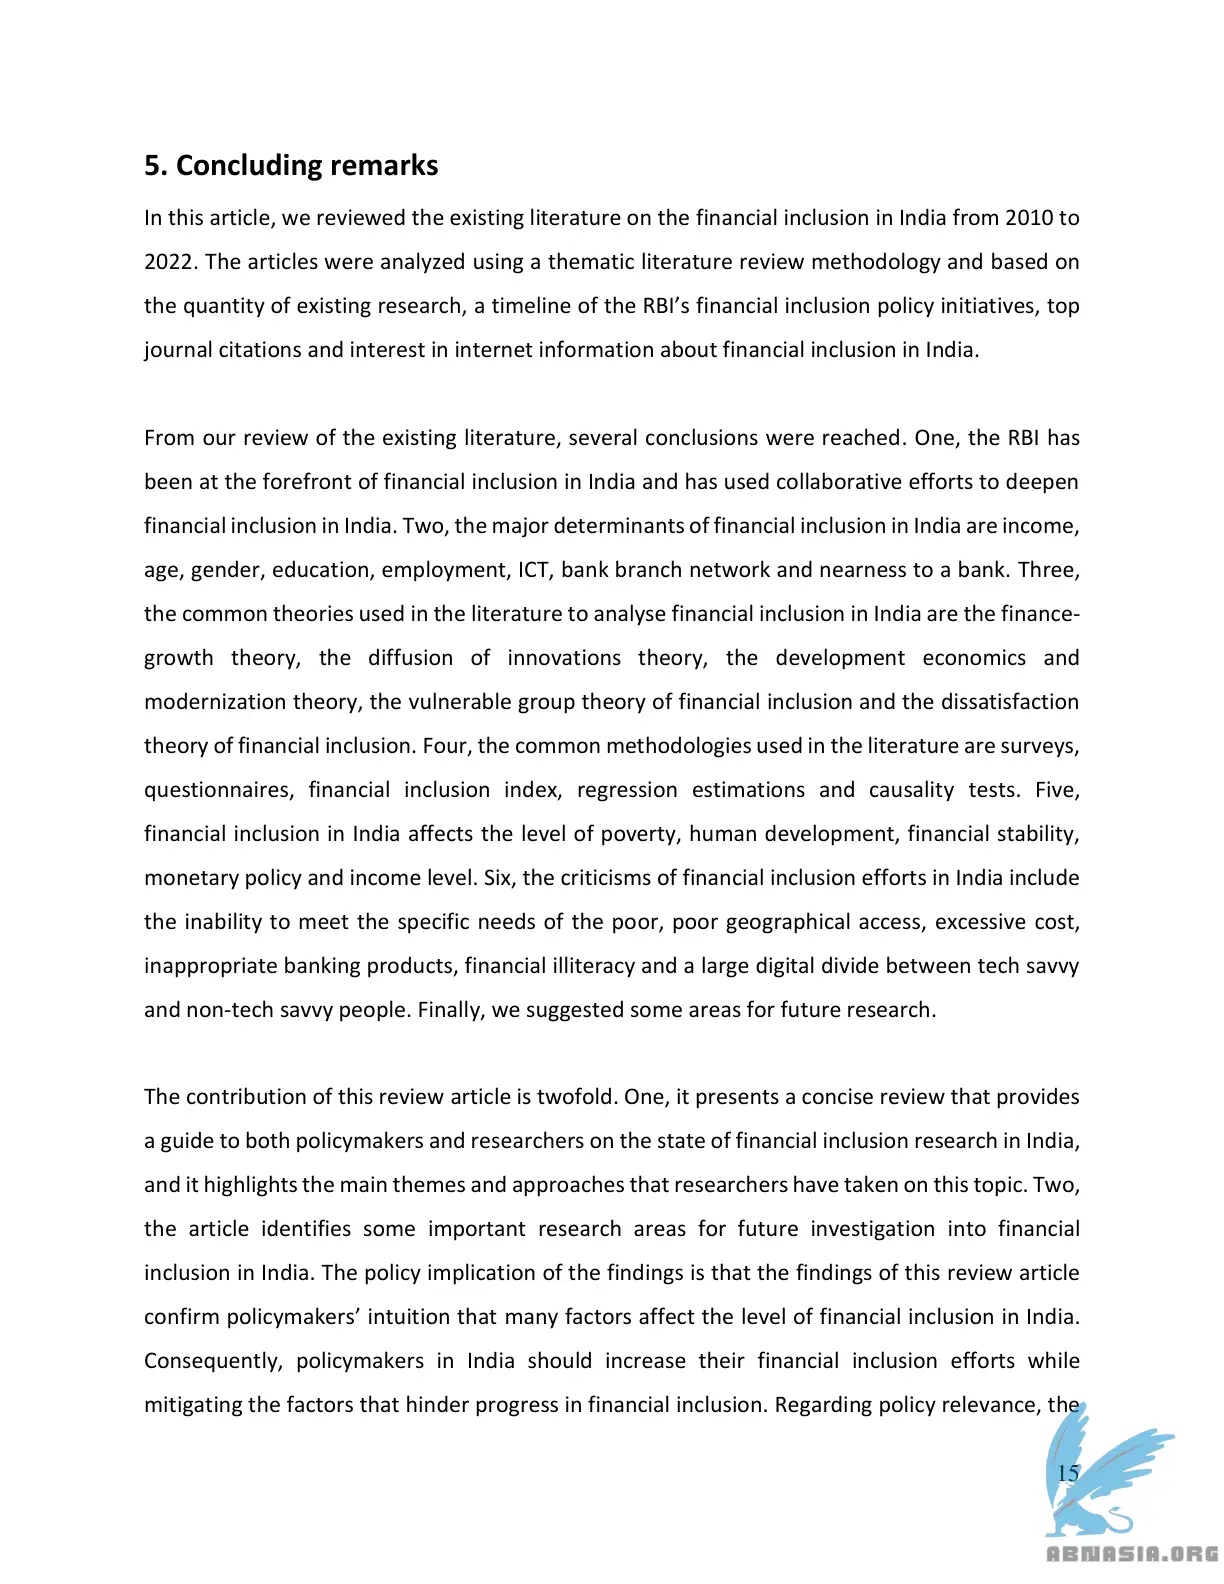 5. Concluding remarks
In this article, we reviewed the existing literature on the financial inclusion in India from 2010 to
2022. The articles were analyzed using a thematic literature review methodology and based on
the quantity of existing research, a timeline of the RBI’s financial inclusion policy initiatives, top
journal citations and interest in internet information about financial inclusion in India.
From our review of the existing literature, several conclusions were reached. One, the RBI has
been at the forefront of financial inclusion in India and has used collaborative efforts to deepen
financial inclusion in India. Two, the major determinants of financial inclusion in India are income,
age, gender, education, employment, ICT, bank branch network and nearness to a bank. Three,
the common theories used in the literature to analyse financial inclusion in India are the finance-
growth theory, the diffusion of innovations theory, the development economics and
modernization theory, the vulnerable group theory of financial inclusion and the dissatisfaction
theory of financial inclusion. Four, the common methodologies used in the literature are surveys,
questionnaires, financial inclusion index, regression estimations and causality tests. Five,
financial inclusion in India affects the level of poverty, human development, financial stability,
monetary policy and income level. Six, the criticisms of financial inclusion efforts in India include
the inability to meet the specific needs of the poor, poor geographical access, excessive cost,
inappropriate banking products, financial illiteracy and a large digital divide between tech savvy
and non-tech savvy people. Finally, we suggested some areas for future research.
The contribution of this review article is twofold. One, it presents a concise review that provides
a guide to both policymakers and researchers on the state of financial inclusion research in India,
and it highlights the main themes and approaches that researchers have taken on this topic. Two,
the article identifies some important research areas for future investigation into financial
inclusion in India. The policy implication of the findings is that the findings of this review article
confirm policymakers’ intuition that many factors affect the level of financial inclusion in India.
Consequently, policymakers in India should increase their financial inclusion efforts while
mitigating the factors that hinder progress in financial inclusion. Regarding policy relevance, the
15
ABNASIA.ORG